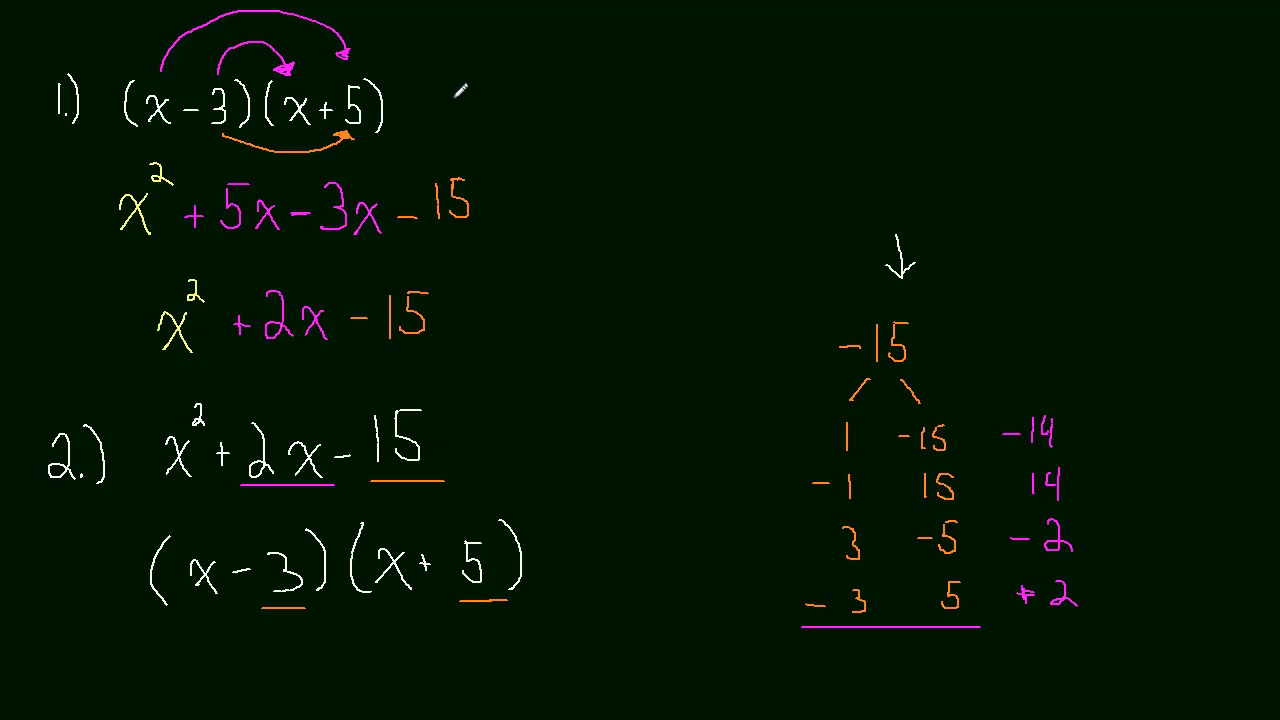 1.) (x - 3)(x + 5)
x² + 5x - 3x - 15
x² + 2x - 15
2.) x² + 2x - 15
(x - 3)(x + 5)
-15
1 -15 -14
-1 15 14
3 -5 -2
-3 5 +2